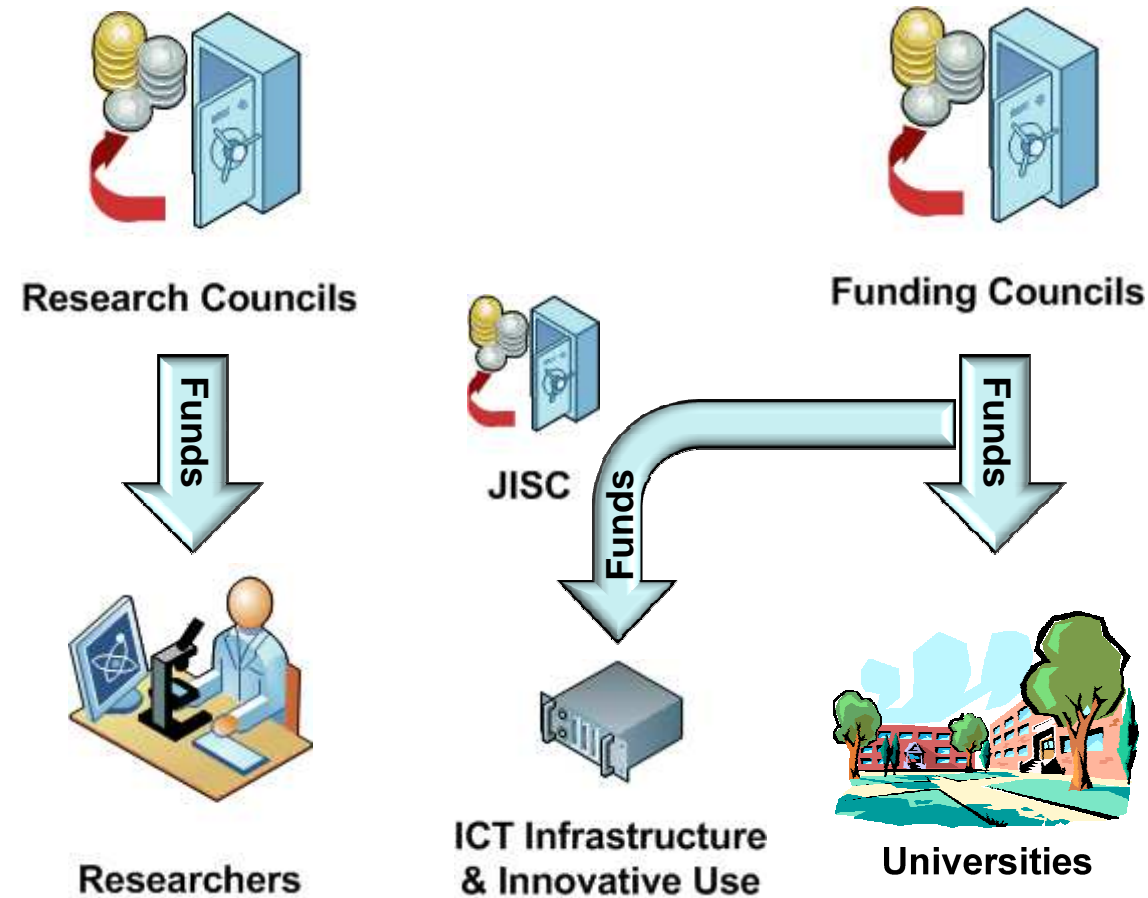 Research Councils
Funding Councils
Funds
JISC
Funds
Funds
Researchers
ICT Infrastructure
& Innovative Use
Universities